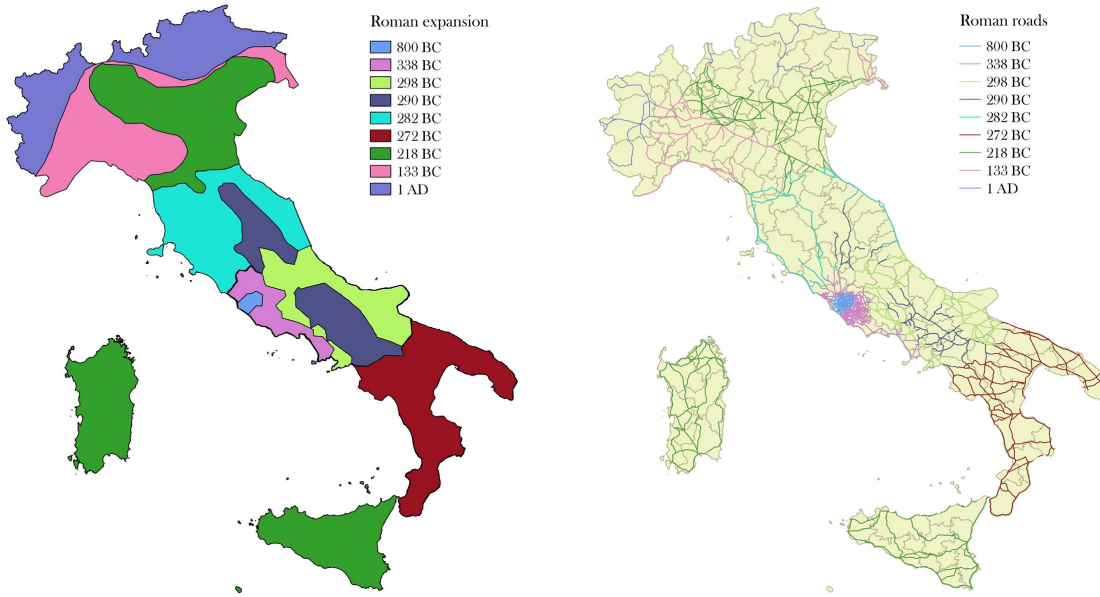 Roman expansion
800 BC
338 BC
298 BC
290 BC
282 BC
272 BC
218 BC
133 BC
1 AD
Roman roads
800 BC
338 BC
298 BC
290 BC
282 BC
272 BC
218 BC
133 BC
1 AD